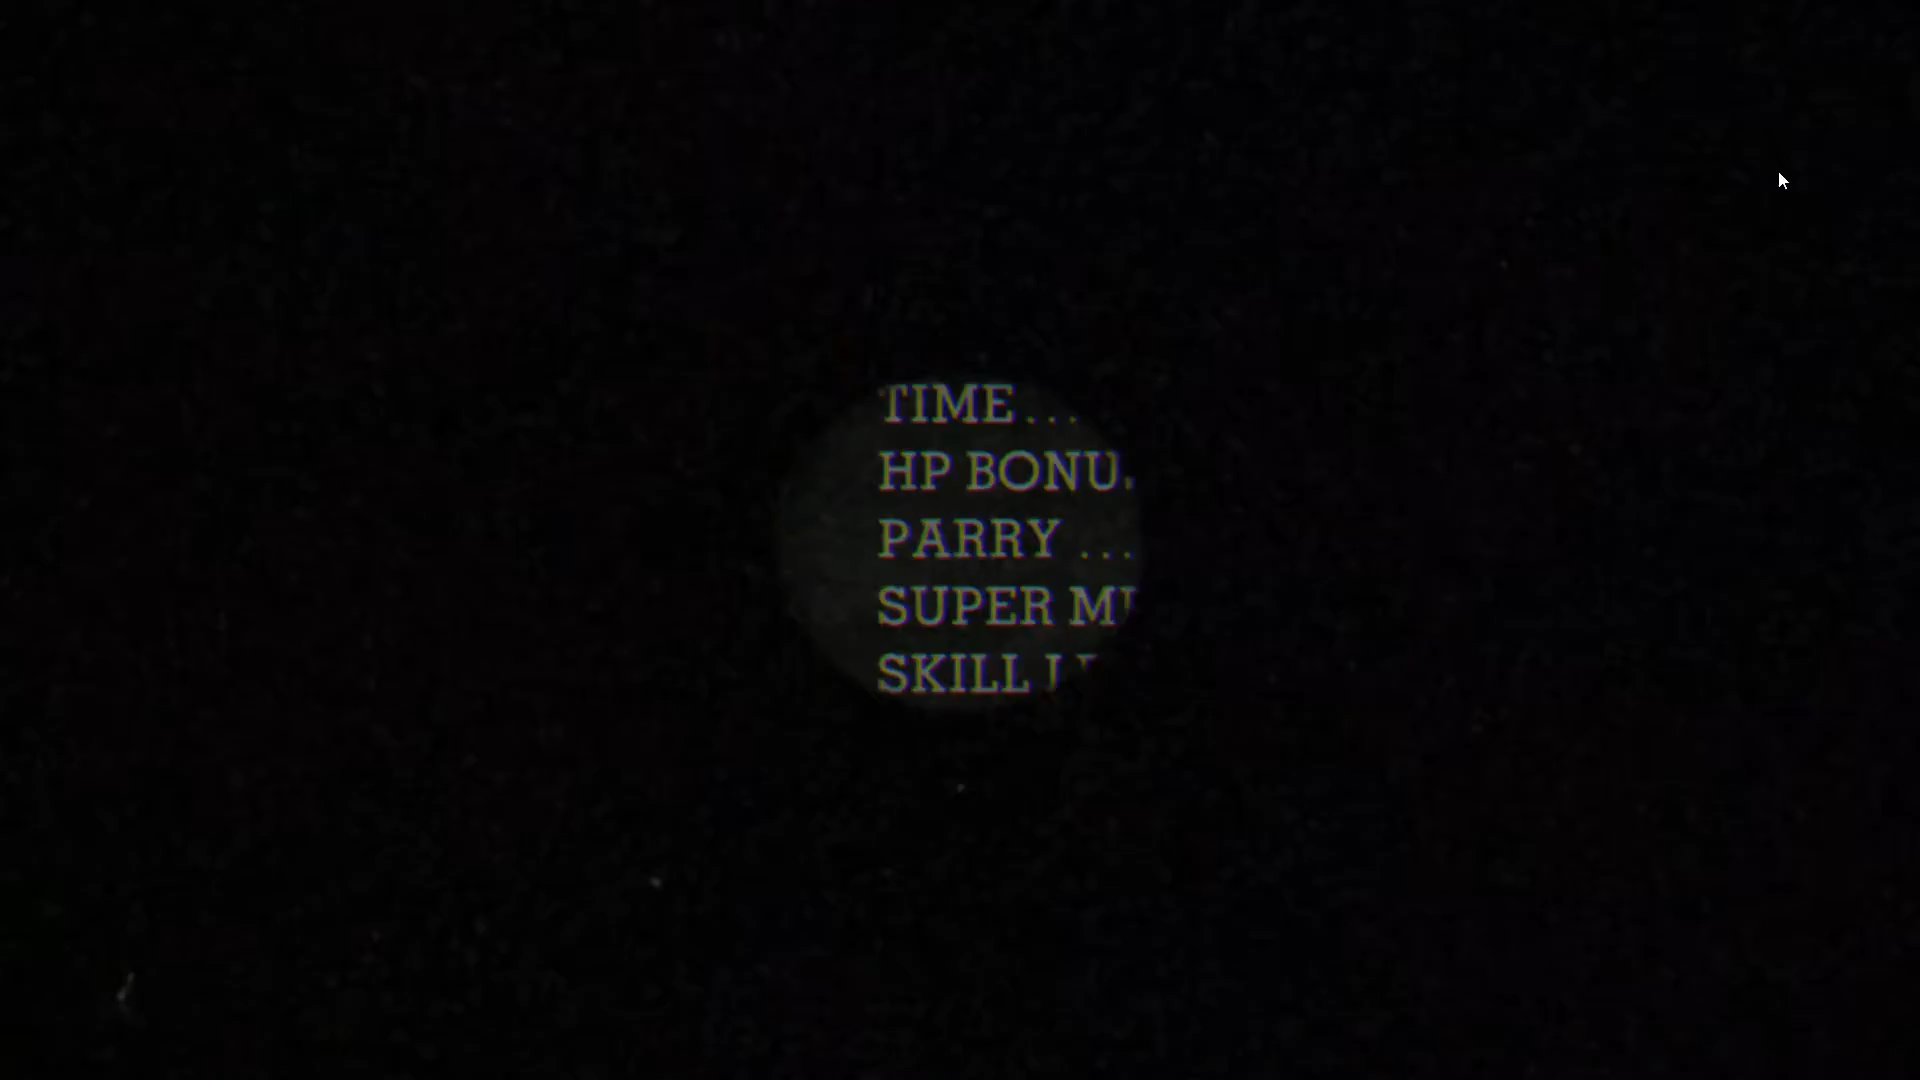 TIME...
HP BONU
PARRY ...
SUPER M
SKILL L